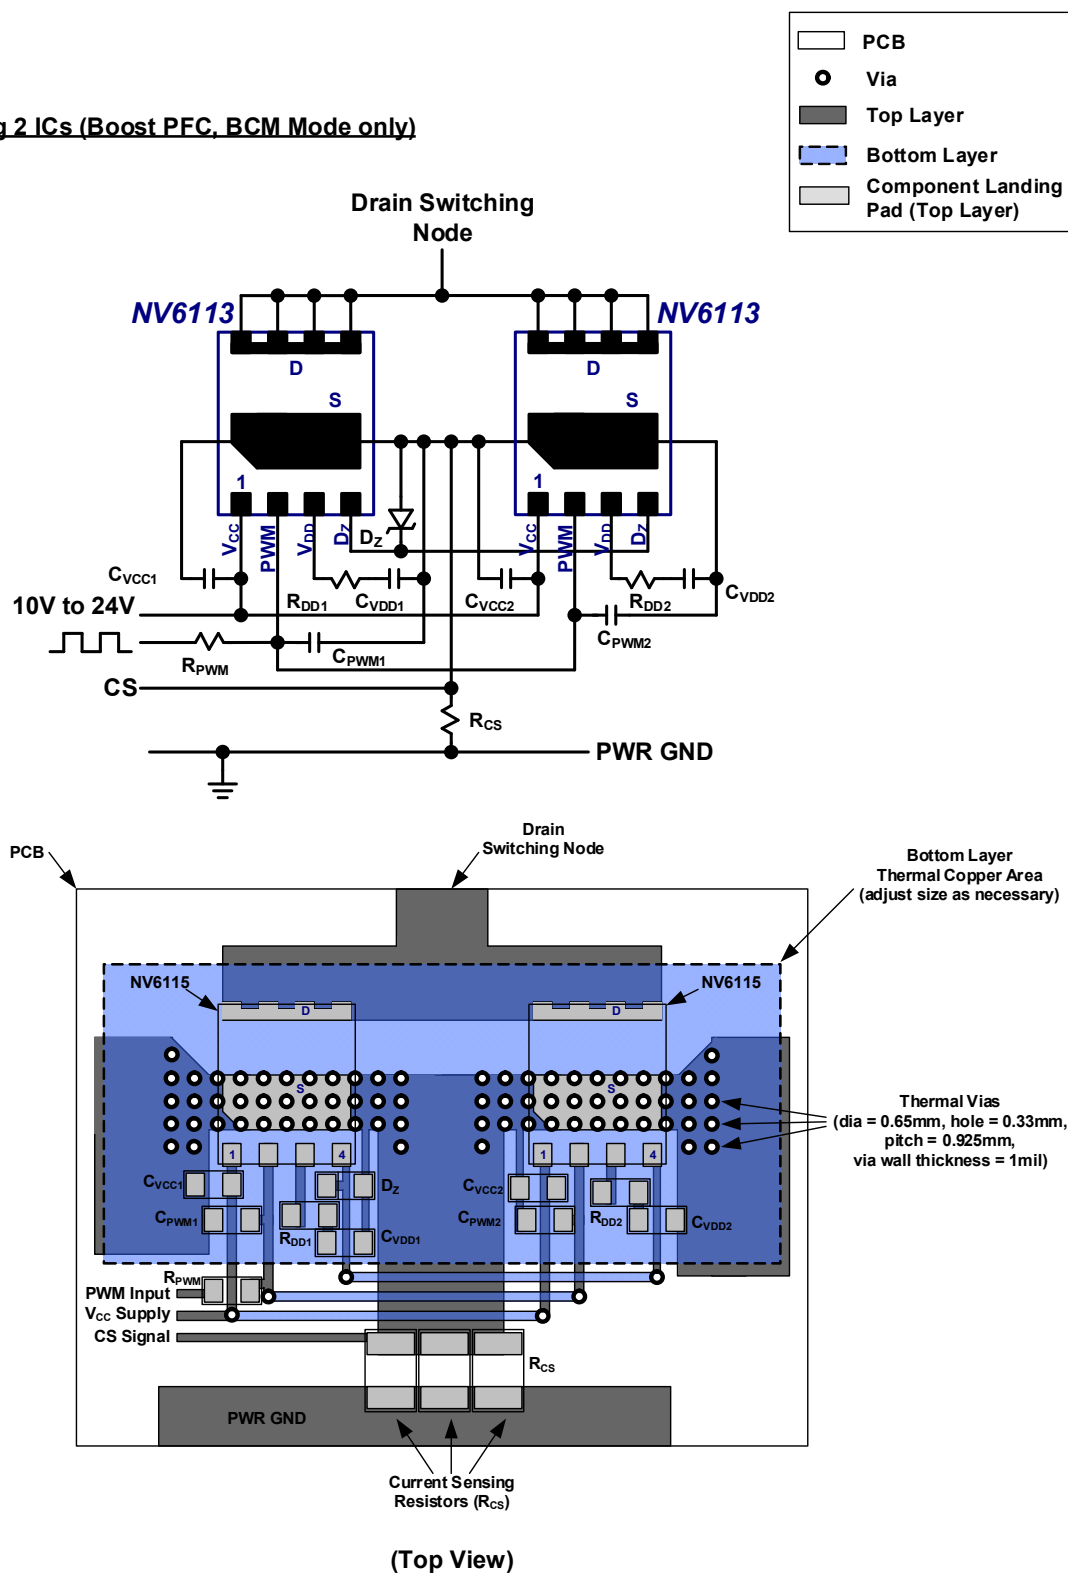 PCB
Via
Top Layer
Bottom Layer
Component Landing
Pad (Top Layer)
g 2 ICs (Boost PFC, BCM Mode only)
Drain Switching
Node
NV6113
NV6113
D
D
S
S
1
1
VCC
PWM
VDD
DZ
DZ
VCC
PWM
VDD
DZ
CVCC1
RDD1
CVDD1
CVCC2
RDD2
CVDD2
10V to 24V
CPWM1
CPWM2
RPWM
CS
RCS
PWR GND
PCB
Drain
Switching Node
Bottom Layer
Thermal Copper Area
(adjust size as necessary)
NV6115
NV6115
D
D
S
S
Thermal Vias
(dia = 0.65mm, hole = 0.33mm,
pitch = 0.925mm,
via wall thickness = 1mil)
1
4
1
4
CVCC1
DZ
CVCC2
CPWM1
RDD1
CVDD1
CPWM2
RDD2
CVDD2
RPWM
PWM Input
VCC Supply
CS Signal
RCS
PWR GND
Current Sensing
Resistors (RCS)
(Top View)